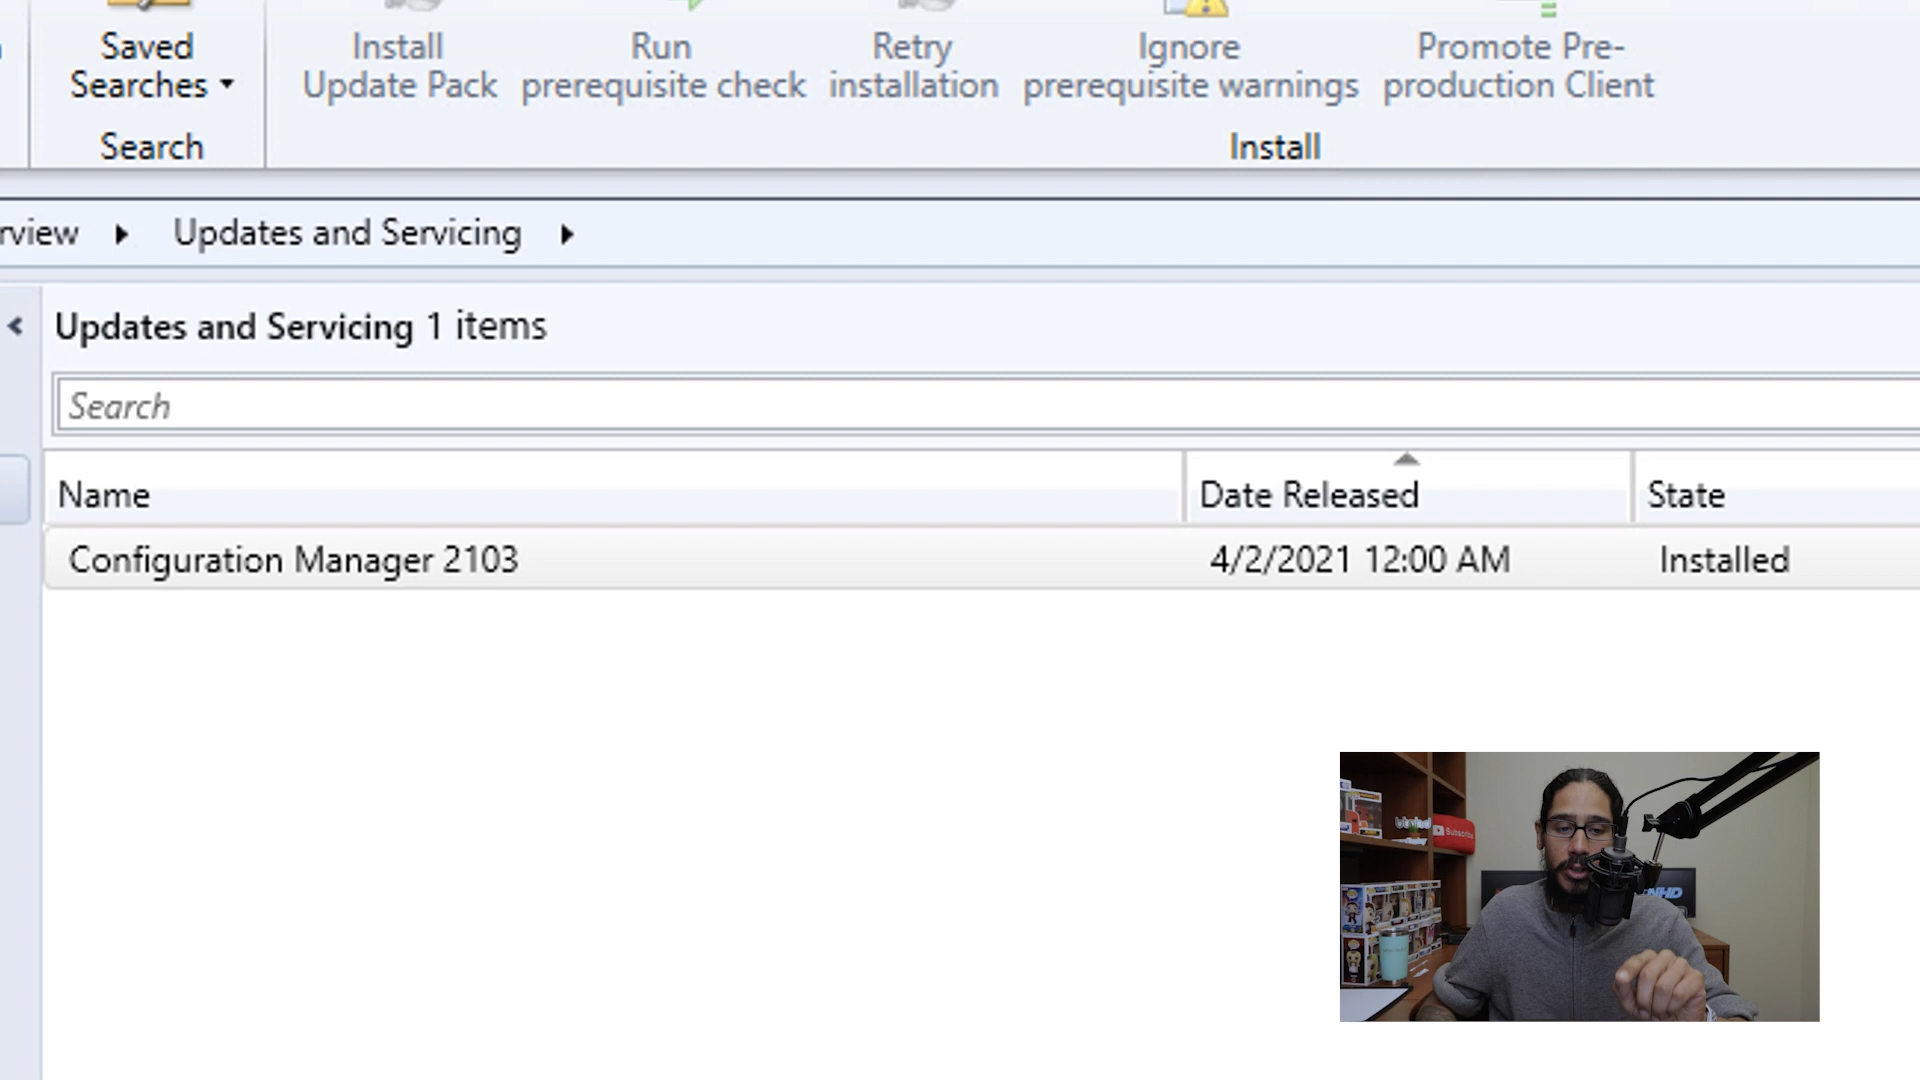 Saved
Searches
Install
Update Pack
Run
prerequisite check
Retry
installation
Ignore
prerequisite warnings
Promote Pre-
production Client
Search
Install
rview
Updates and Servicing
Updates and Servicing 1 items
Search
Name
Date Released
State
Configuration Manager 2103
4/2/2021 12:00 AM
Installed
Subscribe
NHD